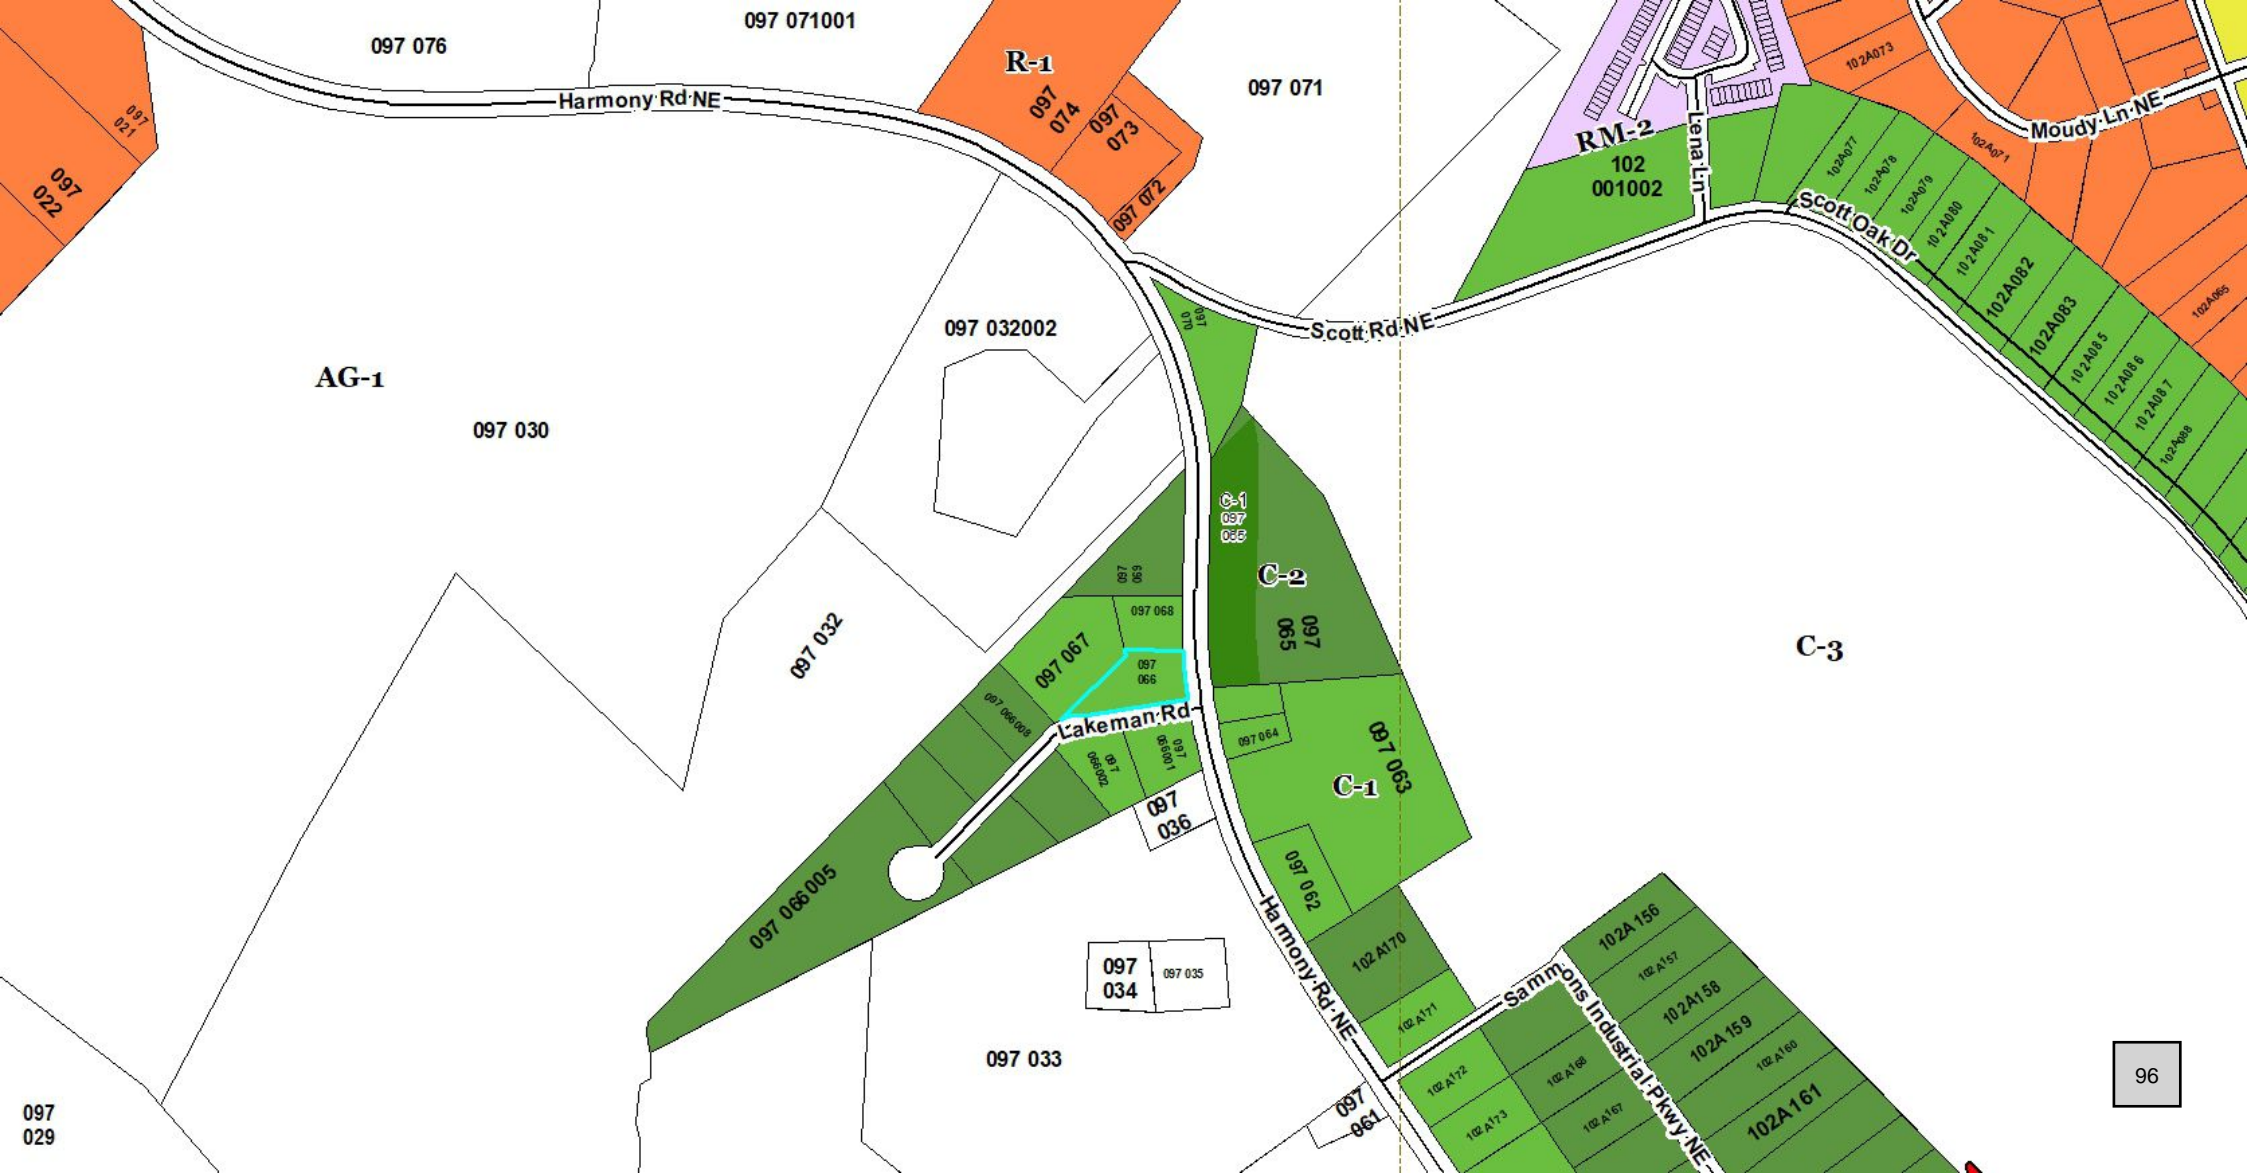 097 076
097 071001
Harmony Rd NE
R-1
097
074
097
073
097 072
097 071
097
021
097
022
RM-2
102
001002
Lena Ln
102A073
Moudy Ln NE
102A071
102A077
102A078
102A079
102A080
102A081
102A082
102A083
102A085
102A086
102A087
102A088
102A065
Scott Oak Dr
Scott Rd NE
097
070
097 032002
AG-1
097 030
C-1
097
065
C-2
097
065
097
069
097 068
097 067
097
066
097 032
097 066008
Lakeman Rd
097
066002
097
066001
097
036
097 064
097 063
C-1
C-3
097 062
097 066005
Harmony Rd NE
097
034
097 035
097 033
102A170
102A171
Sammons Industrial Pkwy NE
102A156
102A157
102A158
102A159
102A160
102A161
102A168
102A167
102A172
102A173
097
061
097
029
96